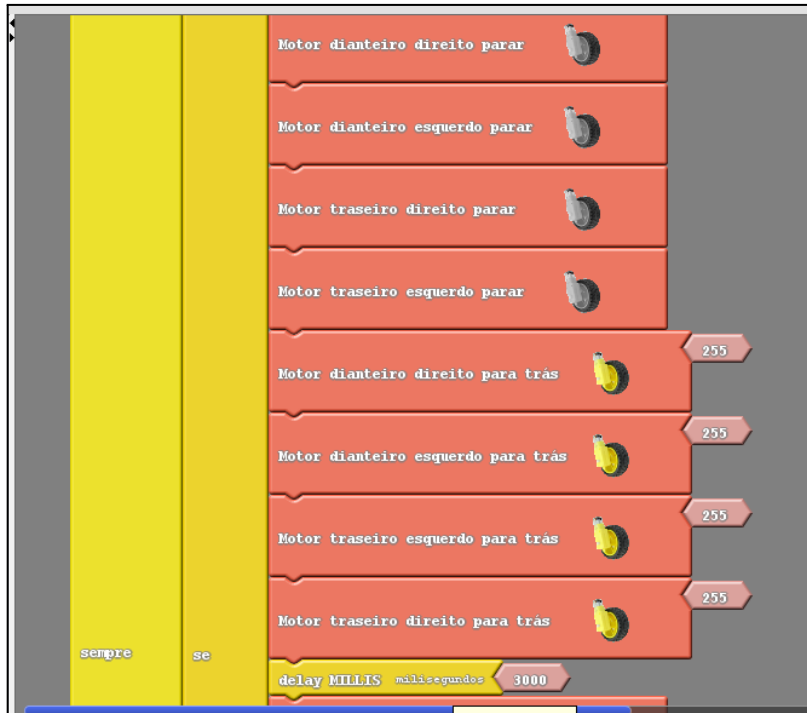 Motor dianteiro direito parar
Motor dianteiro esquerdo parar
Motor traseiro direito parar
Motor traseiro esquerdo parar
Motor dianteiro direito para trás 255
Motor dianteiro esquerdo para trás 255
Motor traseiro esquerdo para trás 255
Motor traseiro direito para trás 255
sempre se
delay MILLIS milisegundos 3000